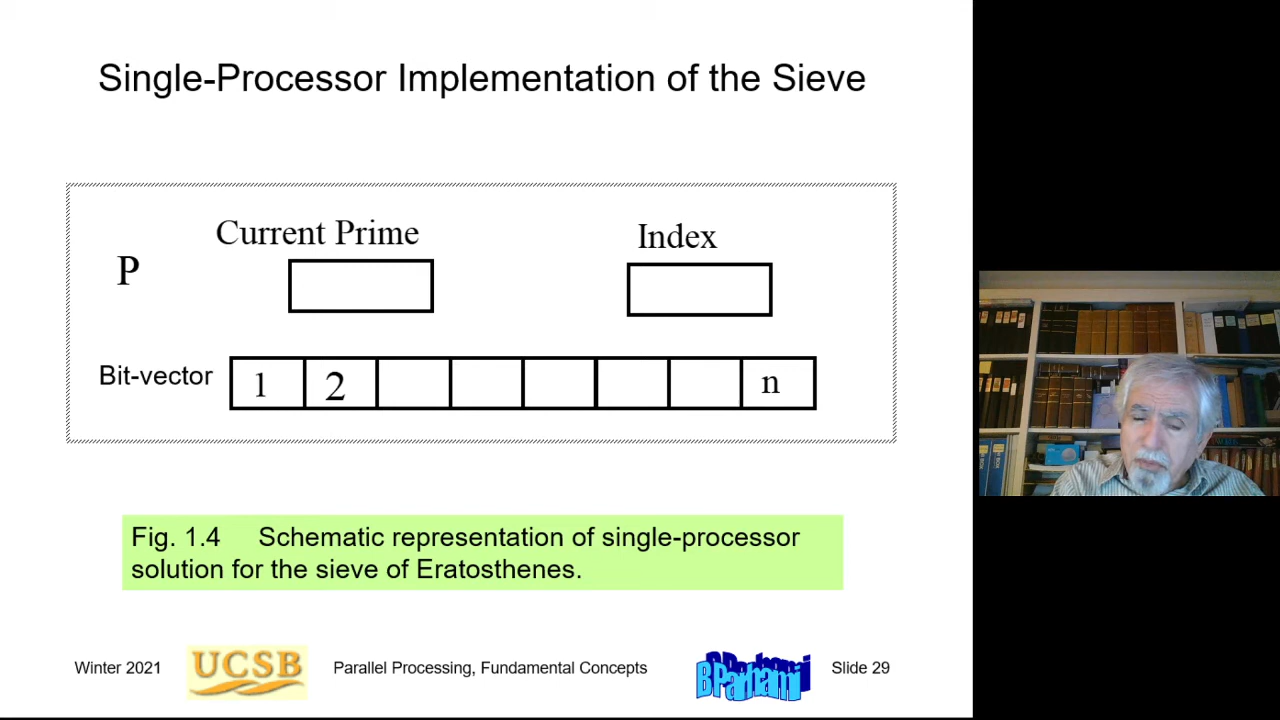 Single-Processor Implementation of the Sieve
Current Prime
Index
P
Bit-vector
1 2 n
Fig. 1.4 Schematic representation of single-processor
solution for the sieve of Eratosthenes.
Winter 2021 UCSB Parallel Processing, Fundamental Concepts BParhami Slide 29